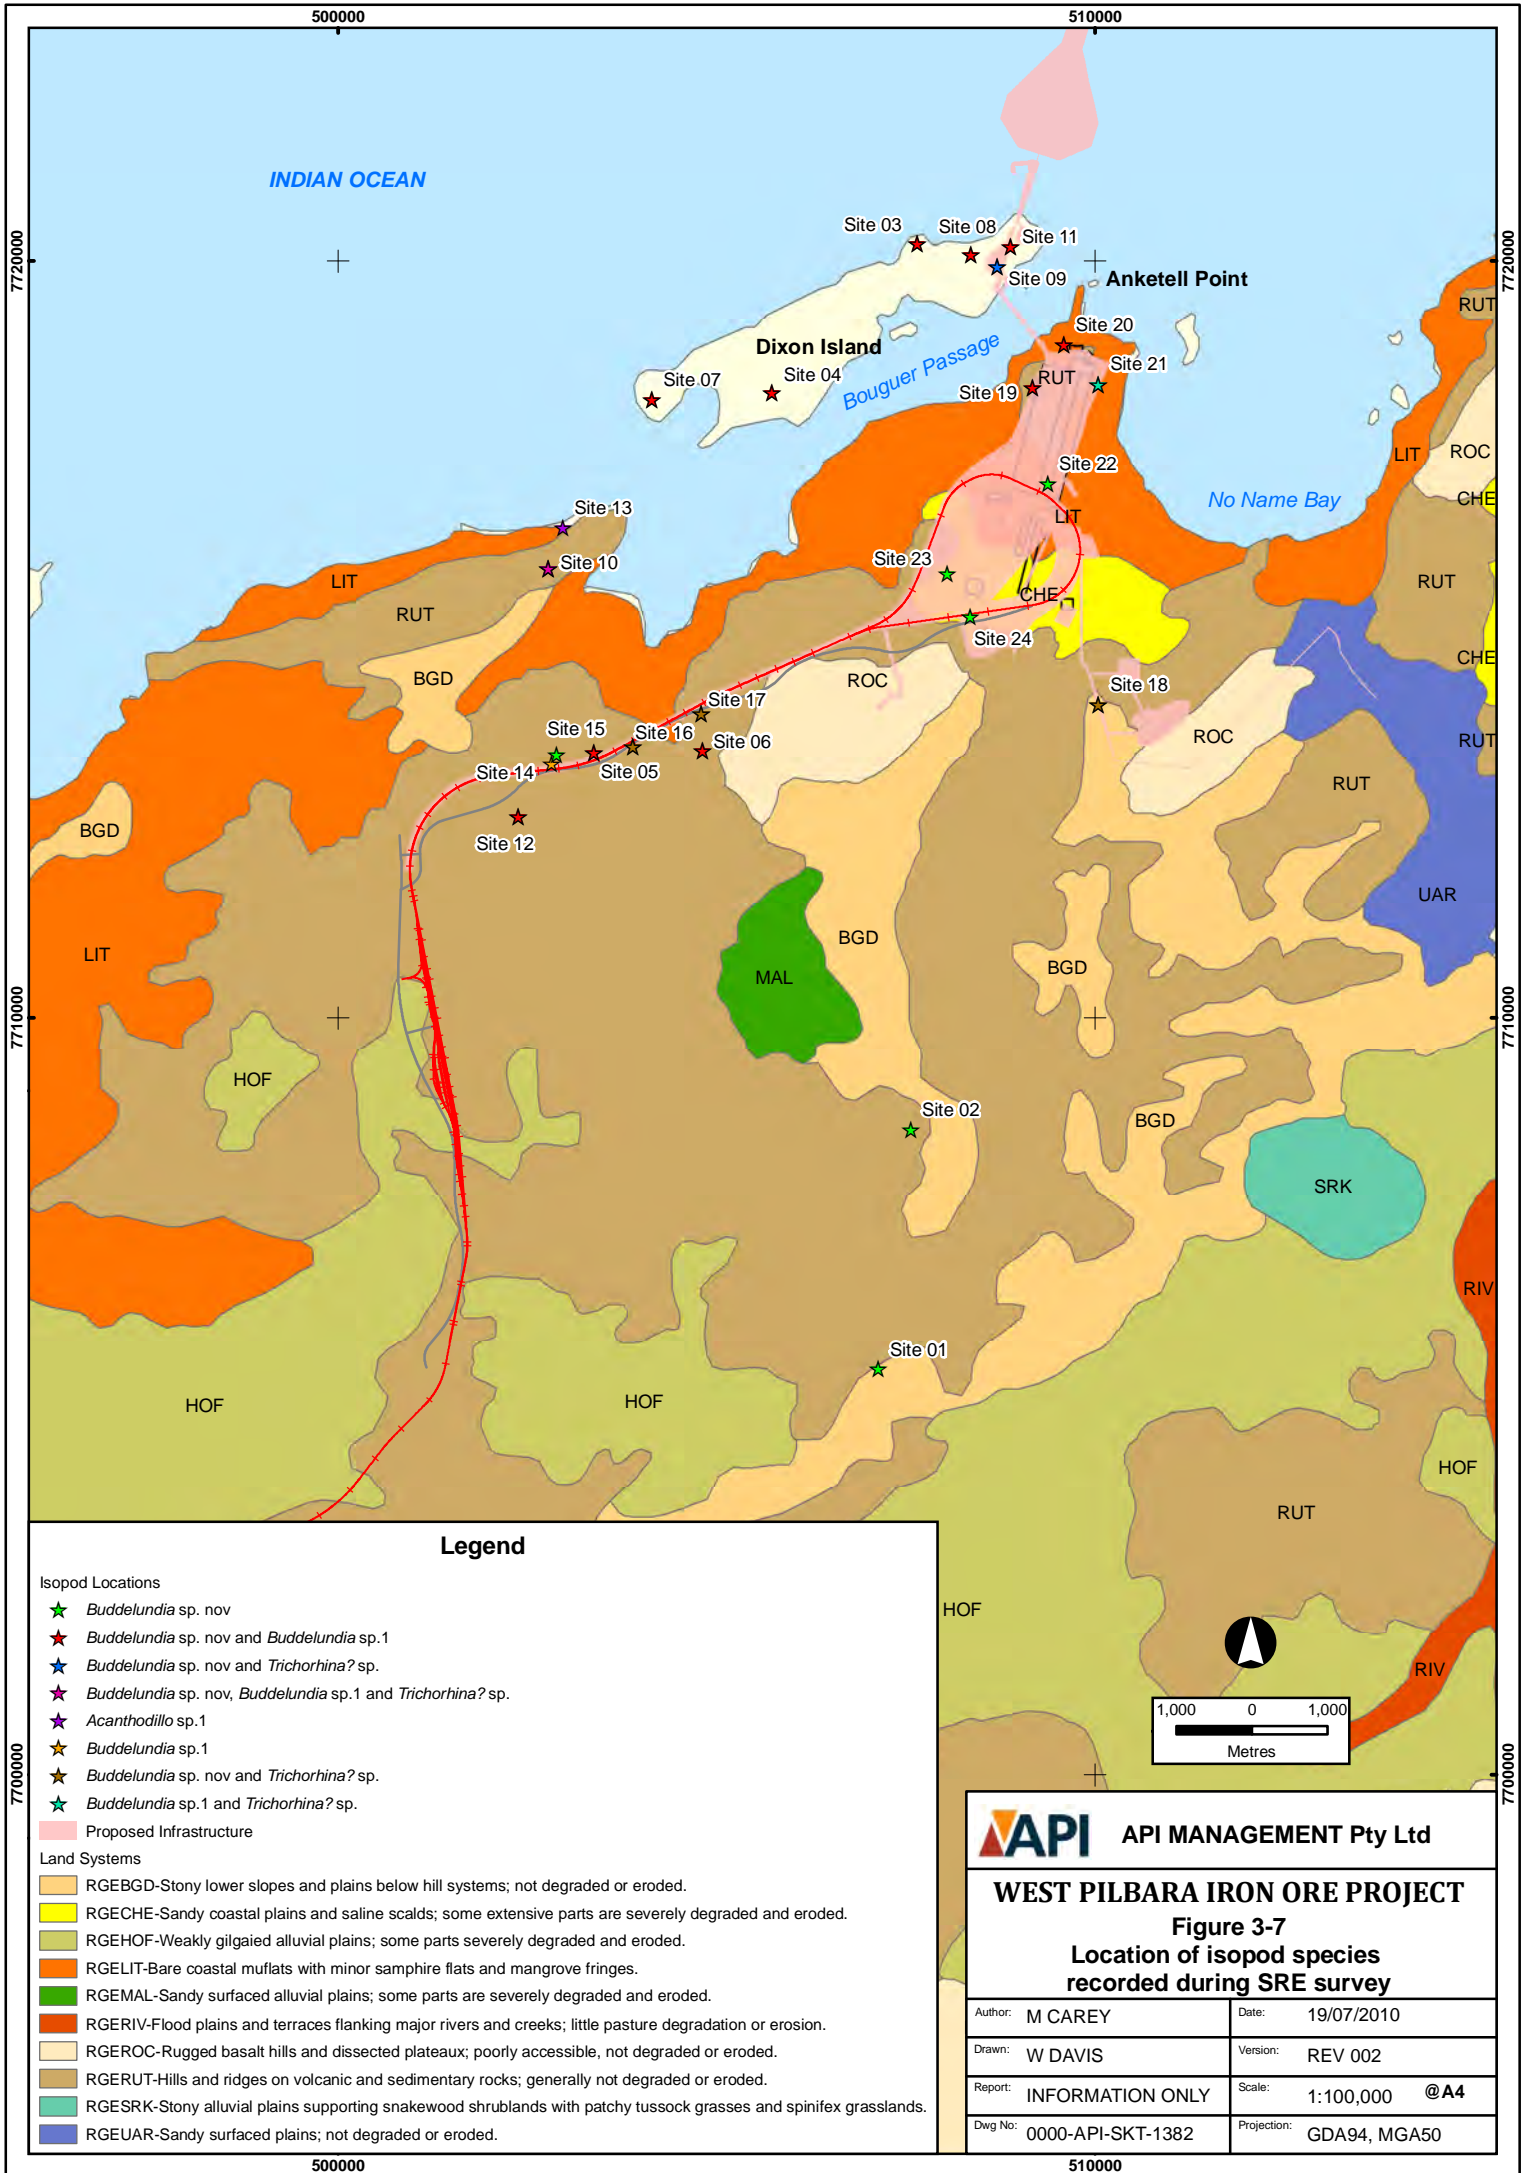 500000
510000
INDIAN OCEAN
7720000
7720000
Site 03
Site 08
Site 11
Site 09
Anketell Point
RUT
Site 20
Dixon Island
Bouguer Passage
Site 21
RUT
Site 07
Site 04
Site 19
LIT
ROC
Site 22
CHE
No Name Bay
Site 13
LIT
Site 10
Site 23
LIT
RUT
CHE
RUT
Site 24
CHE
BGD
ROC
Site 18
Site 17
Site 15
Site 16
Site 06
ROC
RUT
Site 14
Site 05
RUT
BGD
Site 12
UAR
LIT
BGD
BGD
MAL
7710000
7710000
HOF
Site 02
BGD
SRK
RIV
Site 01
HOF
HOF
HOF
RUT
HOF
RIV
1,000 0 1,000
Metres
7700000
7700000
Legend
Isopod Locations
Buddelundia sp. nov
Buddelundia sp. nov and Buddelundia sp.1
Buddelundia sp. nov and Trichorhina? sp.
Buddelundia sp. nov, Buddelundia sp.1 and Trichorhina? sp.
Acanthodillo sp.1
Buddelundia sp.1
Buddelundia sp. nov and Trichorhina? sp.
Buddelundia sp.1 and Trichorhina? sp.
Proposed Infrastructure
Land Systems
RGEBGD-Stony lower slopes and plains below hill systems; not degraded or eroded.
RGECHE-Sandy coastal plains and saline scalds; some extensive parts are severely degraded and eroded.
RGEHOF-Weakly gilgaied alluvial plains; some parts severely degraded and eroded.
RGELIT-Bare coastal muflats with minor samphire flats and mangrove fringes.
RGEMAL-Sandy surfaced alluvial plains; some parts are severely degraded and eroded.
RGERIV-Flood plains and terraces flanking major rivers and creeks; little pasture degradation or erosion.
RGEROC-Rugged basalt hills and dissected plateaux; poorly accessible, not degraded or eroded.
RGERUT-Hills and ridges on volcanic and sedimentary rocks; generally not degraded or eroded.
RGESRK-Stony alluvial plains supporting snakewood shrublands with patchy tussock grasses and spinifex grasslands.
RGEUAR-Sandy surfaced plains; not degraded or eroded.
API API MANAGEMENT Pty Ltd
WEST PILBARA IRON ORE PROJECT
Figure 3-7
Location of isopod species
recorded during SRE survey
Author: M CAREY Date: 19/07/2010
Drawn: W DAVIS Version: REV 002
Report: INFORMATION ONLY Scale: 1:100,000 @A4
Dwg No: 0000-API-SKT-1382 Projection: GDA94, MGA50
500000
510000